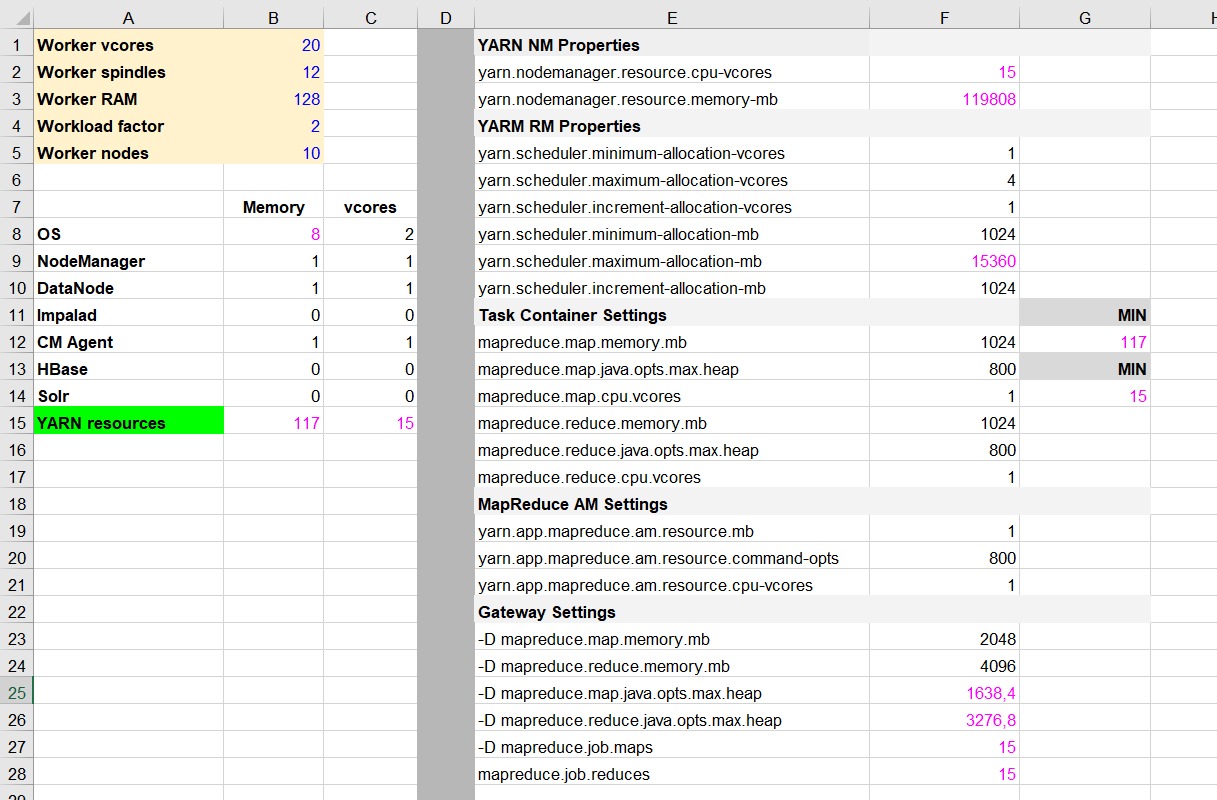 A B C D E F G H
1 Worker vcores 20 YARN NM Properties
2 Worker spindles 12 yarn.nodemanager.resource.cpu-vcores 15
3 Worker RAM 128 yarn.nodemanager.resource.memory-mb 119808
4 Workload factor 2 YARM RM Properties
5 Worker nodes 10 yarn.scheduler.minimum-allocation-vcores 1
6 yarn.scheduler.maximum-allocation-vcores 4
7 Memory vcores yarn.scheduler.increment-allocation-vcores 1
8 OS 8 2 yarn.scheduler.minimum-allocation-mb 1024
9 NodeManager 1 1 yarn.scheduler.maximum-allocation-mb 15360
10 DataNode 1 1 yarn.scheduler.increment-allocation-mb 1024
11 Impalad 0 0 Task Container Settings MIN
12 CM Agent 1 1 mapreduce.map.memory.mb 1024 117
13 HBase 0 0 mapreduce.map.java.opts.max.heap 800 MIN
14 Solr 0 0 mapreduce.map.cpu.vcores 1 15
15 YARN resources 117 15 mapreduce.reduce.memory.mb 1024
16 mapreduce.reduce.java.opts.max.heap 800
17 mapreduce.reduce.cpu.vcores 1
18 MapReduce AM Settings
19 yarn.app.mapreduce.am.resource.mb 1
20 yarn.app.mapreduce.am.resource.command-opts 800
21 yarn.app.mapreduce.am.resource.cpu-vcores 1
22 Gateway Settings
23 -D mapreduce.map.memory.mb 2048
24 -D mapreduce.reduce.memory.mb 4096
25 -D mapreduce.map.java.opts.max.heap 1638,4
26 -D mapreduce.reduce.java.opts.max.heap 3276,8
27 -D mapreduce.job.maps 15
28 mapreduce.job.reduces 15